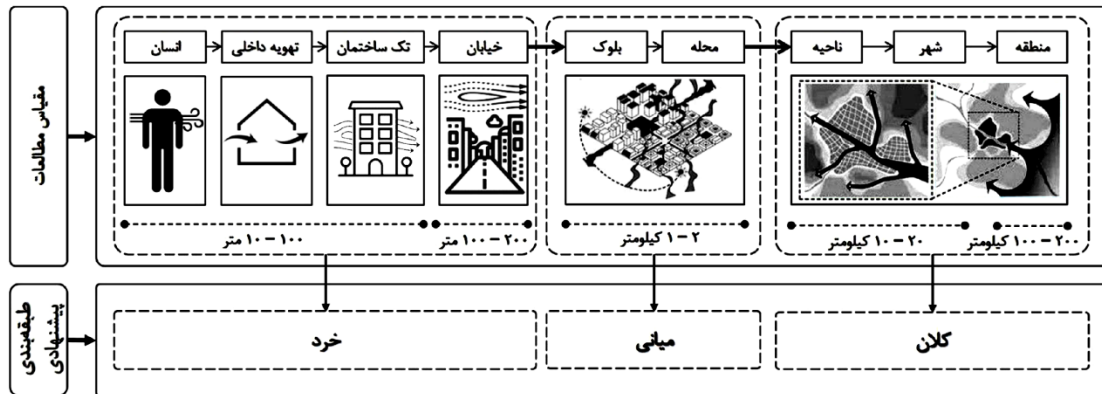 مقیاس مطالعات
انسان
تهویه داخلی
تک ساختمان
خیابان
بلوک
محله
ناحیه
شهر
منطقه
۱۰۰ – ۱۰ متر
۲۰۰ – ۱۰۰ متر
۲ – ۱ کیلومتر
۲۰ – ۱۰ کیلومتر
۲۰۰ – ۱۰۰ کیلومتر
طبقه‌بندی
پیشنهادی
خرد
میانی
کلان